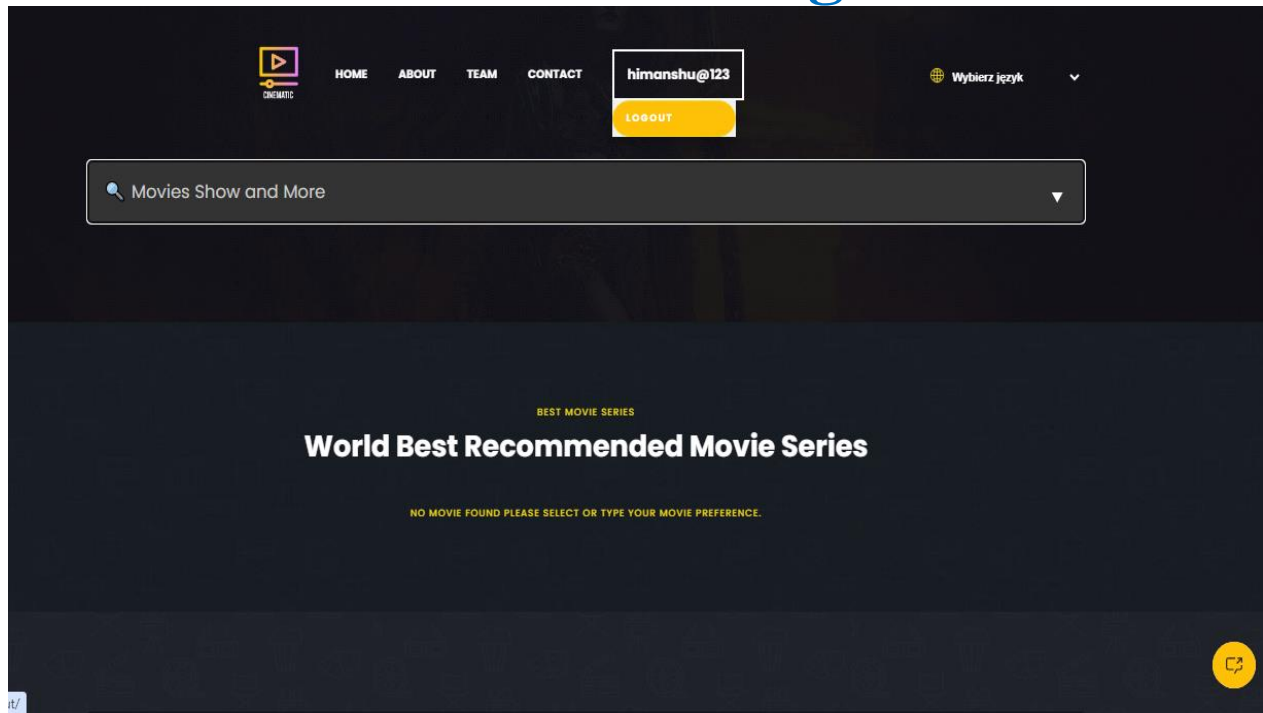 g
HOME ABOUT TEAM CONTACT himanshu@123 Wybierz język
CINEMATIC
LOGOUT
Movies Show and More
BEST MOVIE SERIES
World Best Recommended Movie Series
NO MOVIE FOUND PLEASE SELECT OR TYPE YOUR MOVIE PREFERENCE.
ut/